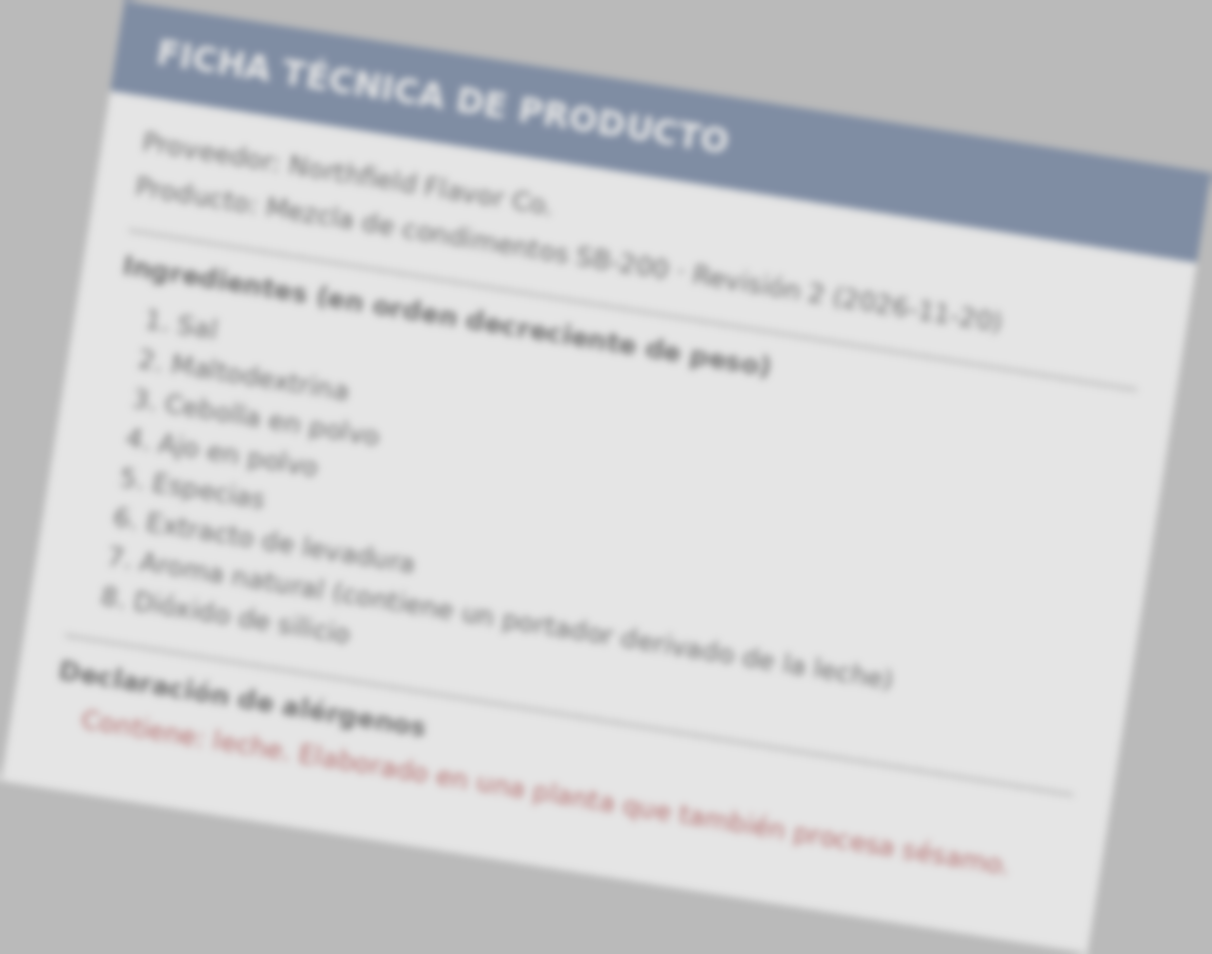 FICHA TÉCNICA DE PRODUCTO
Proveedor: Northfield Flavor Co.
Producto: Mezcla de condimentos SB-200 · Revisión 2 (2026-11-20)
Ingredientes (en orden decreciente de peso)
1. Sal
2. Maltodextrina
3. Cebolla en polvo
4. Ajo en polvo
5. Especias
6. Extracto de levadura
7. Aroma natural (contiene un portador derivado de la leche)
8. Dióxido de silicio
Declaración de alérgenos
Contiene: leche. Elaborado en una planta que también procesa sésamo.